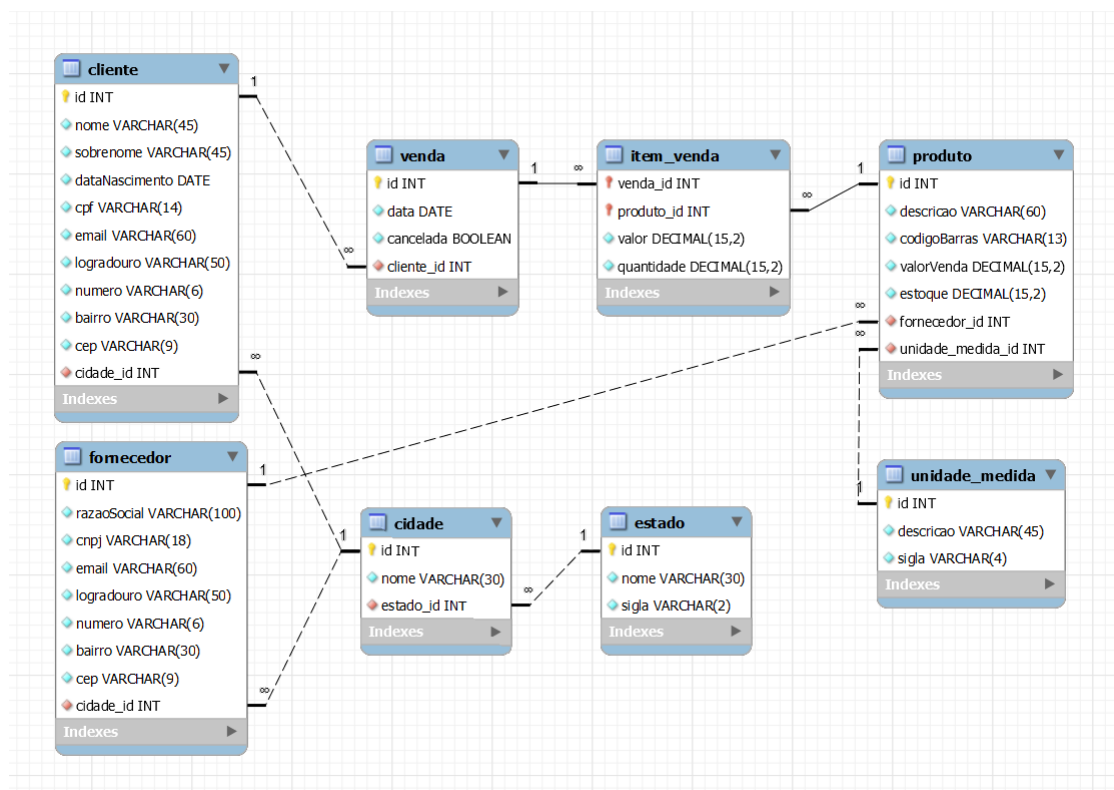 cliente
id INT
nome VARCHAR(45)
sobrenome VARCHAR(45)
dataNascimento DATE
cpf VARCHAR(14)
email VARCHAR(60)
logradouro VARCHAR(50)
numero VARCHAR(6)
bairro VARCHAR(30)
cep VARCHAR(9)
cidade_id INT
Indexes
1
∞
venda
id INT
data DATE
cancelada BOOLEAN
cliente_id INT
Indexes
1
∞
∞
item_venda
venda_id INT
produto_id INT
valor DECIMAL(15,2)
quantidade DECIMAL(15,2)
Indexes
∞
1
produto
id INT
descricao VARCHAR(60)
codigoBarras VARCHAR(13)
valorVenda DECIMAL(15,2)
estoque DECIMAL(15,2)
fornecedor_id INT
unidade_medida_id INT
Indexes
∞
∞
fornecedor
id INT
razaoSocial VARCHAR(100)
cnpj VARCHAR(18)
email VARCHAR(60)
logradouro VARCHAR(50)
numero VARCHAR(6)
bairro VARCHAR(30)
cep VARCHAR(9)
cidade_id INT
Indexes
1
∞
1
cidade
id INT
nome VARCHAR(30)
estado_id INT
Indexes
∞
1
estado
id INT
nome VARCHAR(30)
sigla VARCHAR(2)
Indexes
1
unidade_medida
id INT
descricao VARCHAR(45)
sigla VARCHAR(4)
Indexes